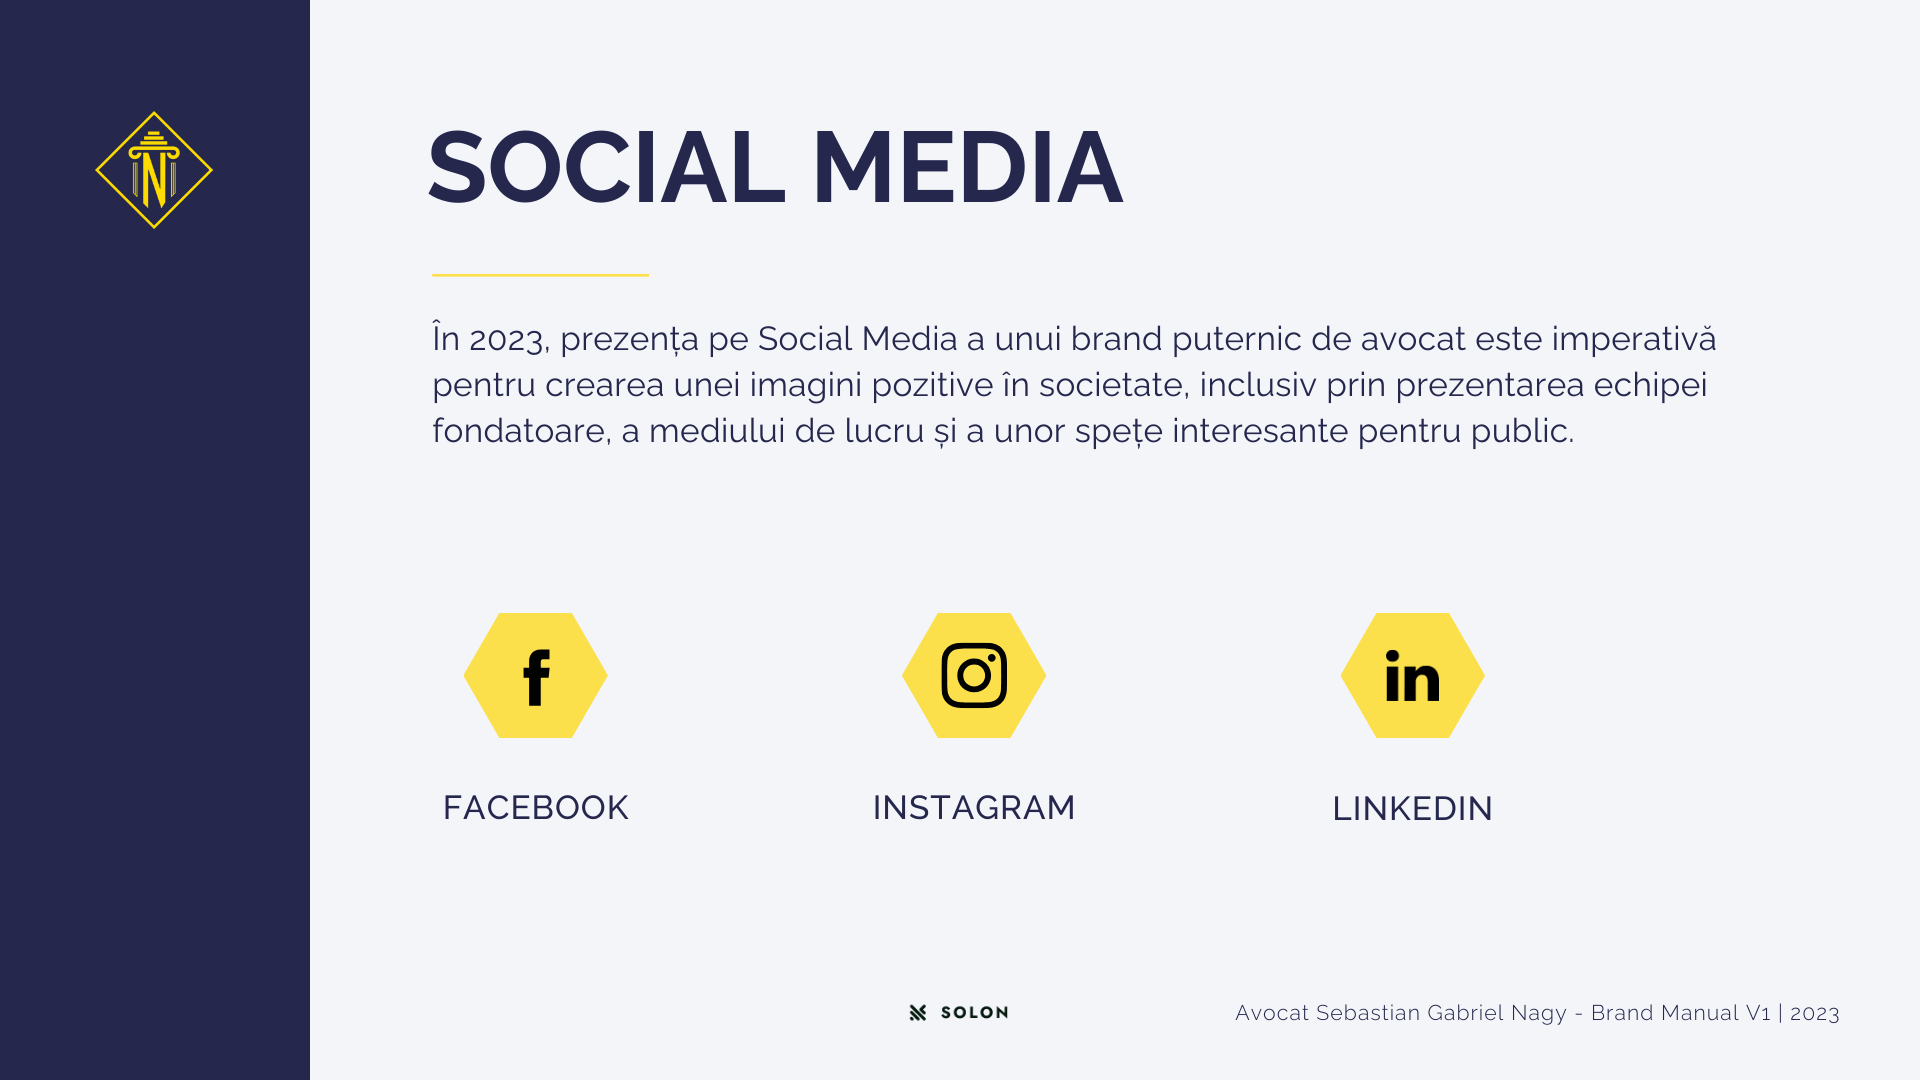 N
SOCIAL MEDIA
În 2023, prezența pe Social Media a unui brand puternic de avocat este imperativă
pentru crearea unei imagini pozitive în societate, inclusiv prin prezentarea echipei
fondatoare, a mediului de lucru și a unor spețe interesante pentru public.
f
in
FACEBOOK
INSTAGRAM
LINKEDIN
SOLON
Avocat Sebastian Gabriel Nagy - Brand Manual V1 | 2023